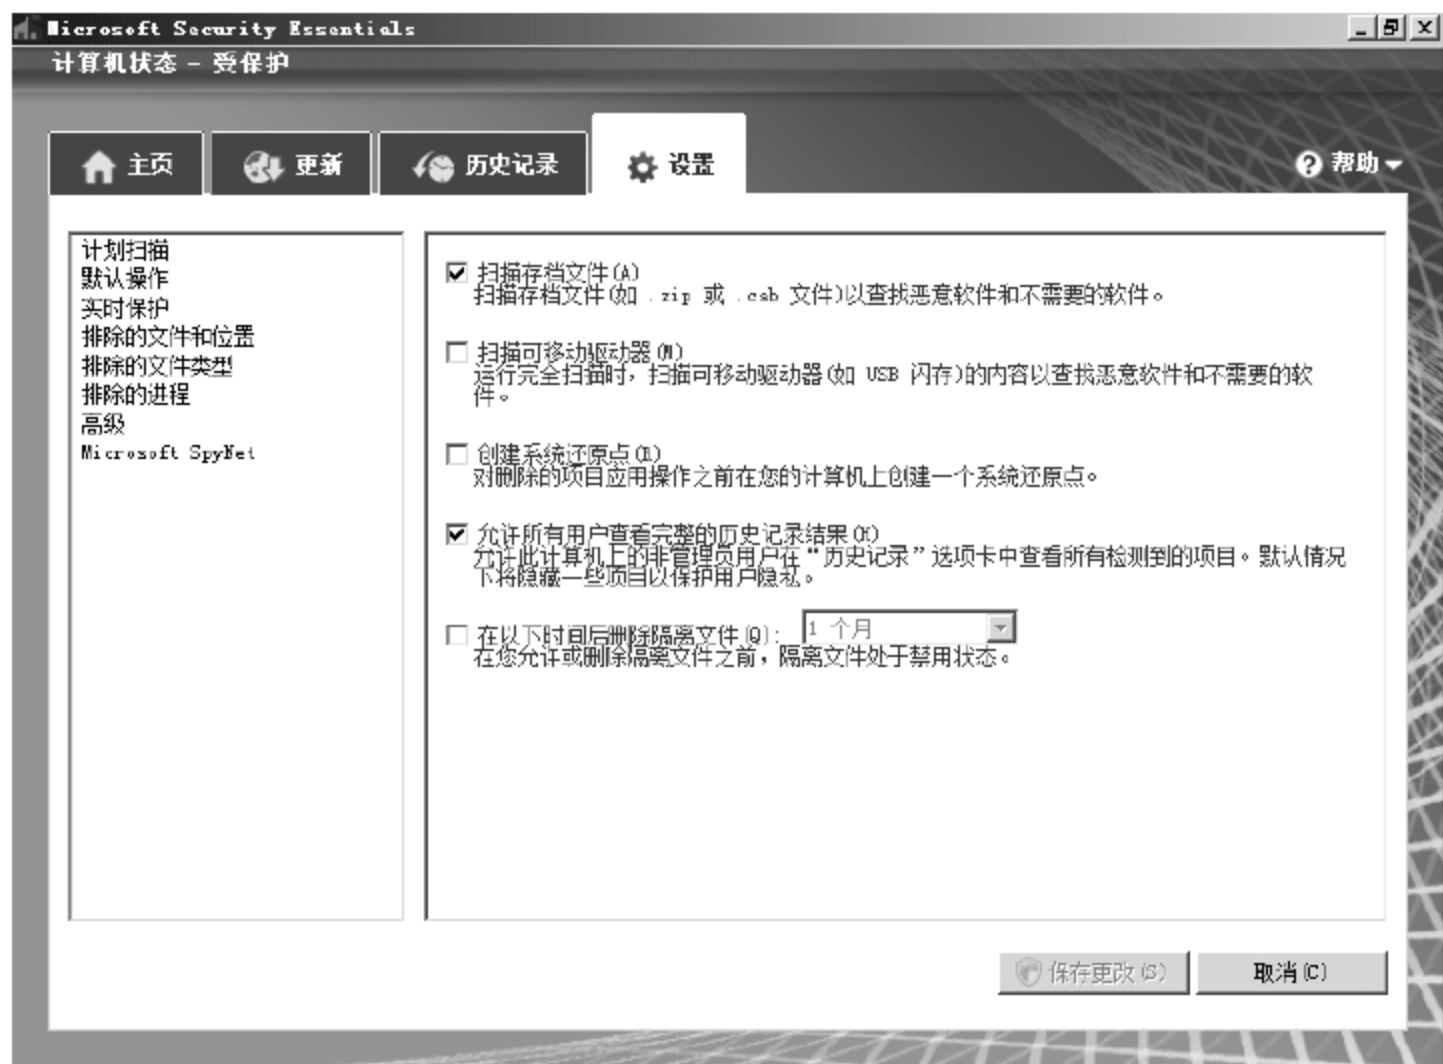 Microsoft Security Essentials
计算机状态 - 受保护
主页
更新
历史记录
设置
帮助
计划扫描
默认操作
实时保护
排除的文件和位置
排除的文件类型
排除的进程
高级
Microsoft SpyNet
扫描存档文件(A)
扫描存档文件(如 .zip 或 .cab 文件)以查找恶意软件和不需要的软件。
扫描可移动驱动器(M)
运行完全扫描时，扫描可移动驱动器(如 USB 闪存)的内容以查找恶意软件和不需要的软
件。
创建系统还原点(R)
对删除的项目应用操作之前在您的计算机上创建一个系统还原点。
允许所有用户查看完整的历史记录结果(H)
允许此计算机上的非管理员用户在“历史记录”选项卡中查看所有检测到的项目。默认情况
下将隐藏一些项目以保护用户隐私。
在以下时间后删除隔离文件(Q): 1 个月
在您允许或删除隔离文件之前，隔离文件处于禁用状态。
保存更改(S)
取消(C)